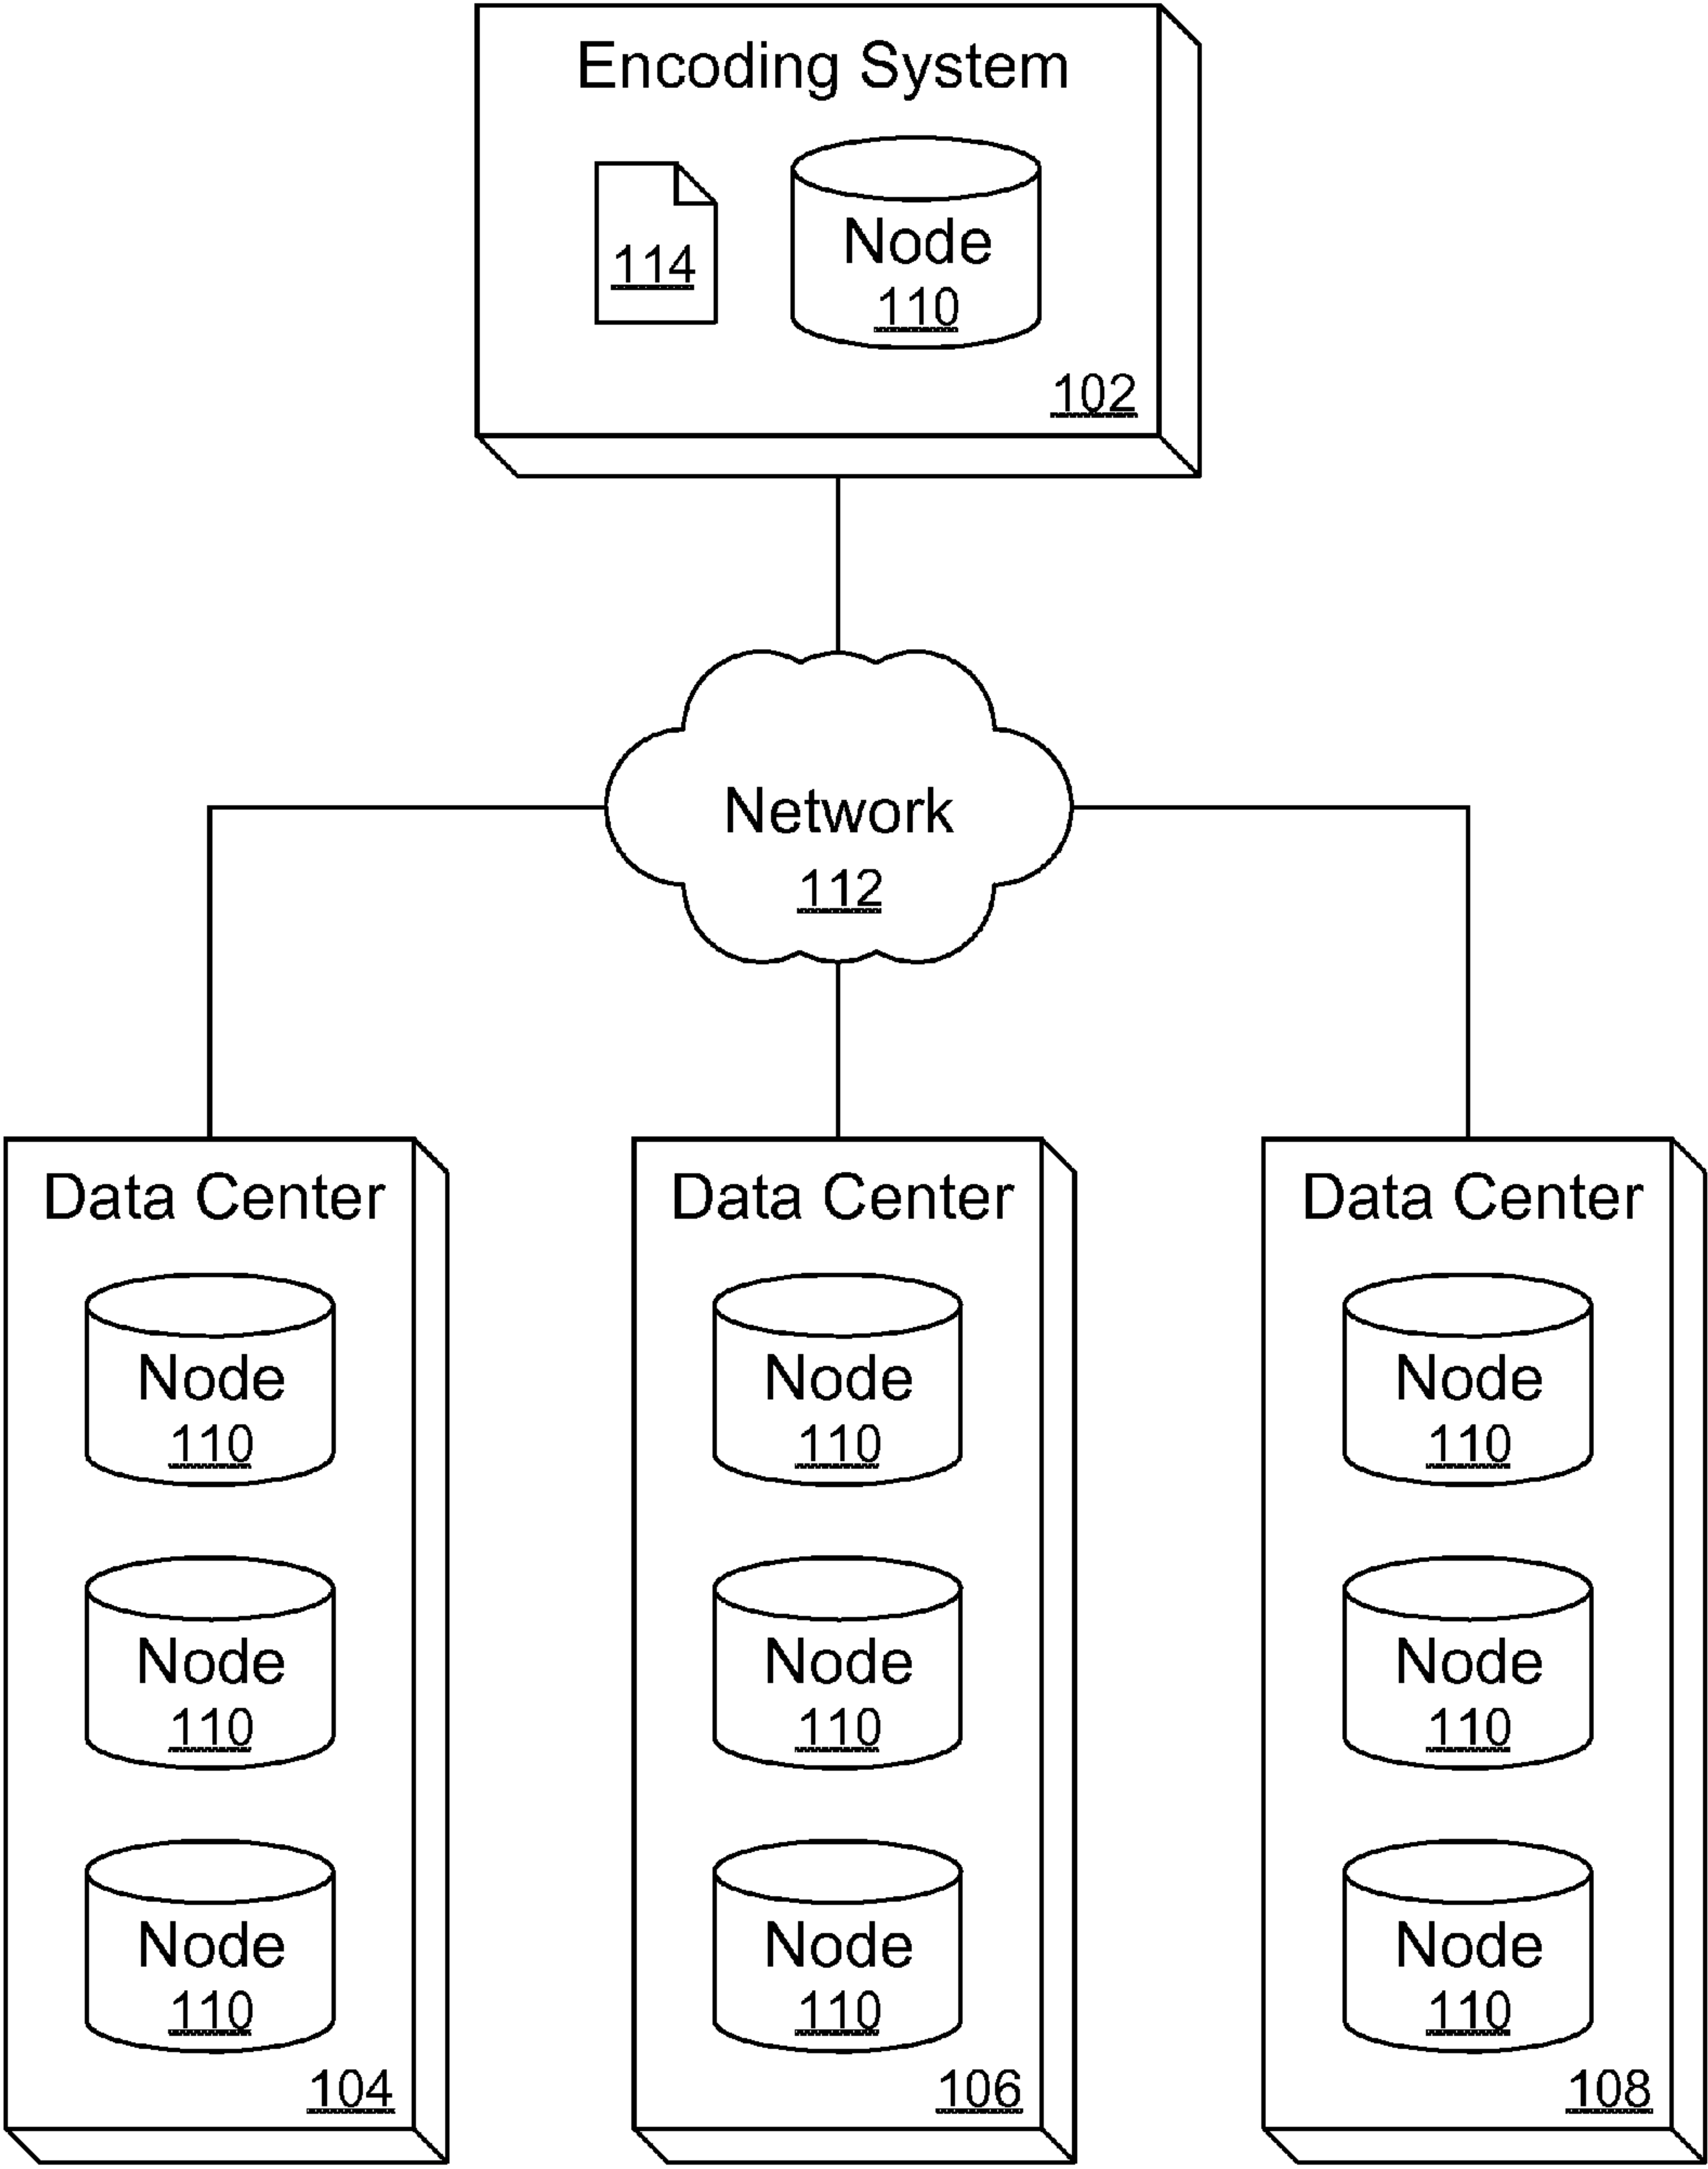 Encoding System
114
Node
110
102
Network
112
Data Center
Node
110
Node
110
Node
110
104
Data Center
Node
110
Node
110
Node
110
106
Data Center
Node
110
Node
110
Node
110
108